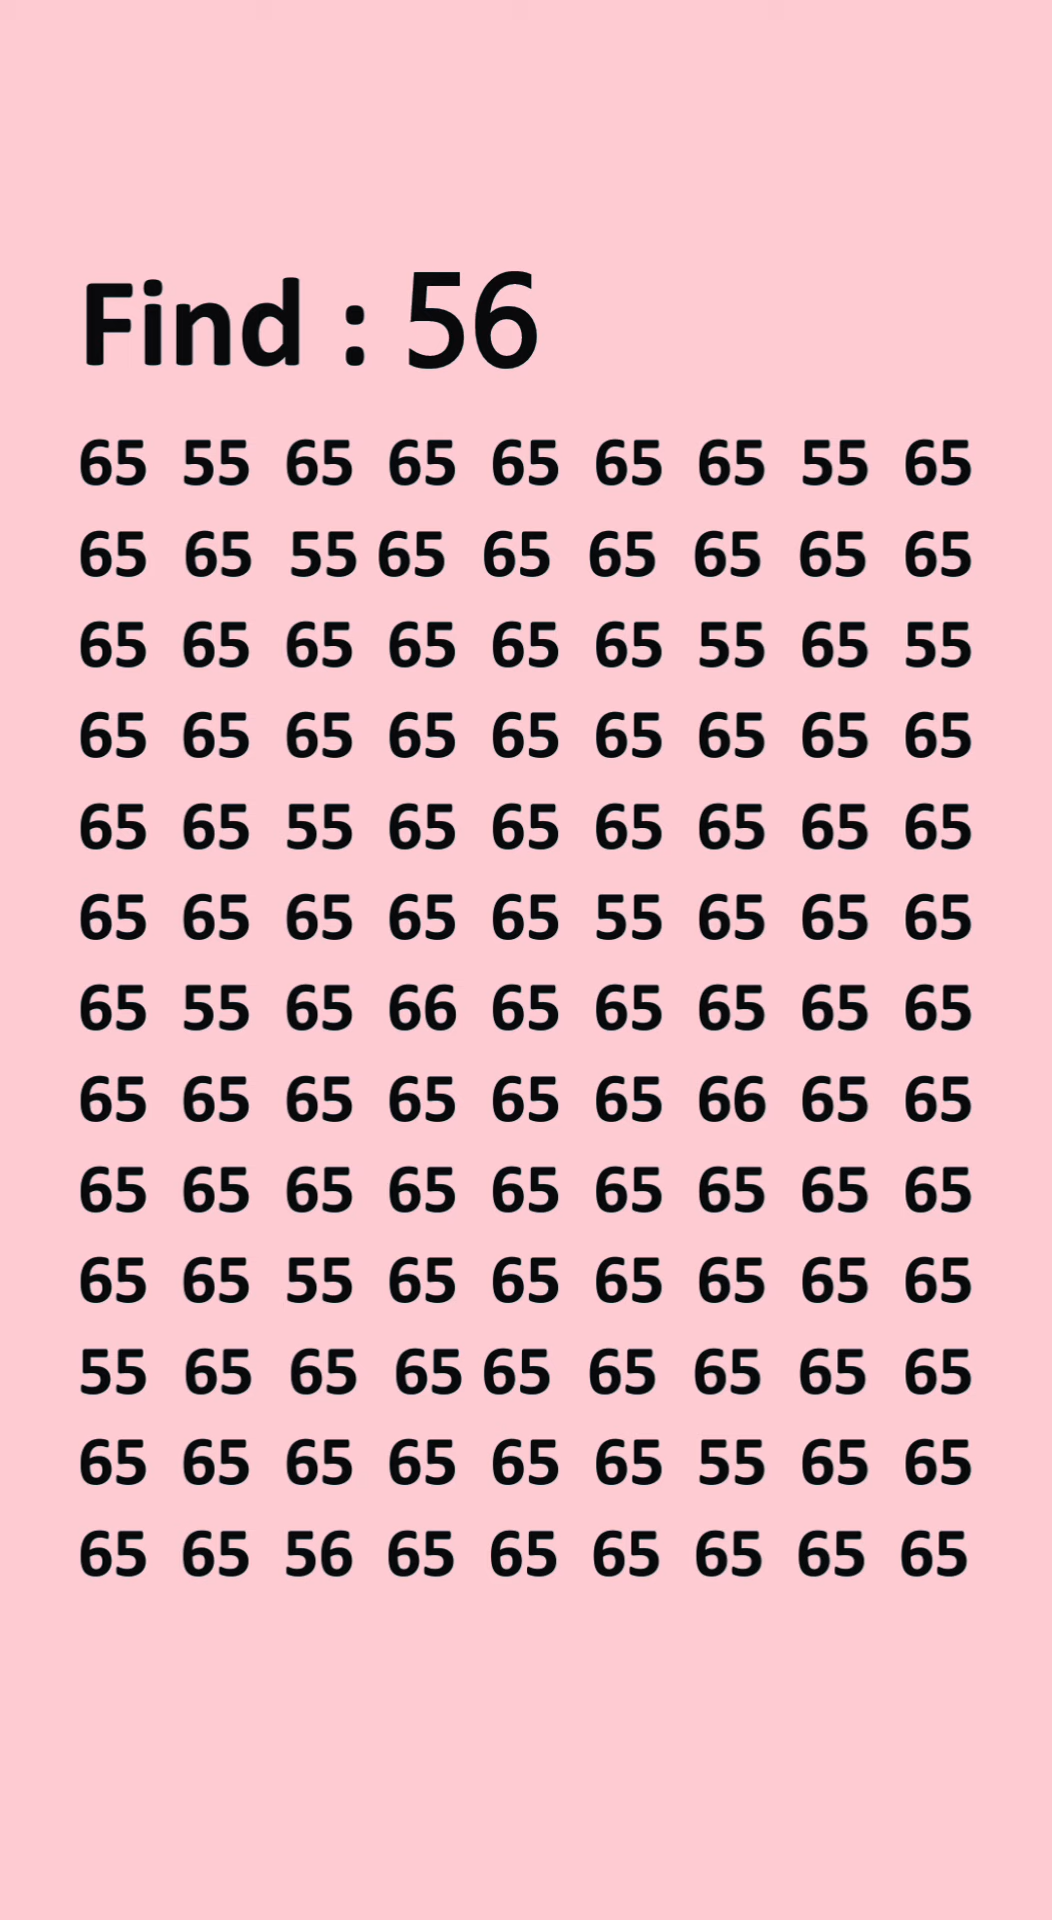 Find : 56
65 55 65 65 65 65 65 55 65
65 65 55 65 65 65 65 65 65
65 65 65 65 65 65 55 65 55
65 65 65 65 65 65 65 65 65
65 65 55 65 65 65 65 65 65
65 65 65 65 65 55 65 65 65
65 55 65 66 65 65 65 65 65
65 65 65 65 65 65 66 65 65
65 65 65 65 65 65 65 65 65
65 65 55 65 65 65 65 65 65
55 65 65 65 65 65 65 65 65
65 65 65 65 65 65 55 65 65
65 65 56 65 65 65 65 65 65